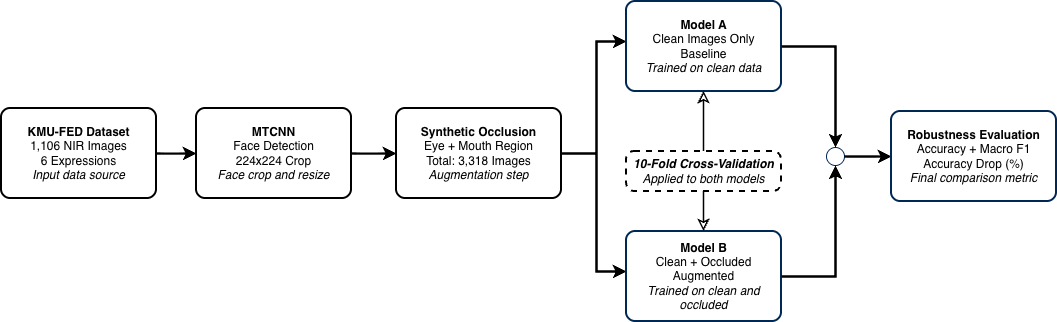 KMU-FED Dataset
1,106 NIR Images
6 Expressions
Input data source
MTCNN
Face Detection
224x224 Crop
Face crop and resize
Synthetic Occlusion
Eye + Mouth Region
Total: 3,318 Images
Augmentation step
Model A
Clean Images Only
Baseline
Trained on clean data
10-Fold Cross-Validation
Applied to both models
Model B
Clean + Occluded
Augmented
Trained on clean and
occluded
Robustness Evaluation
Accuracy + Macro F1
Accuracy Drop (%)
Final comparison metric